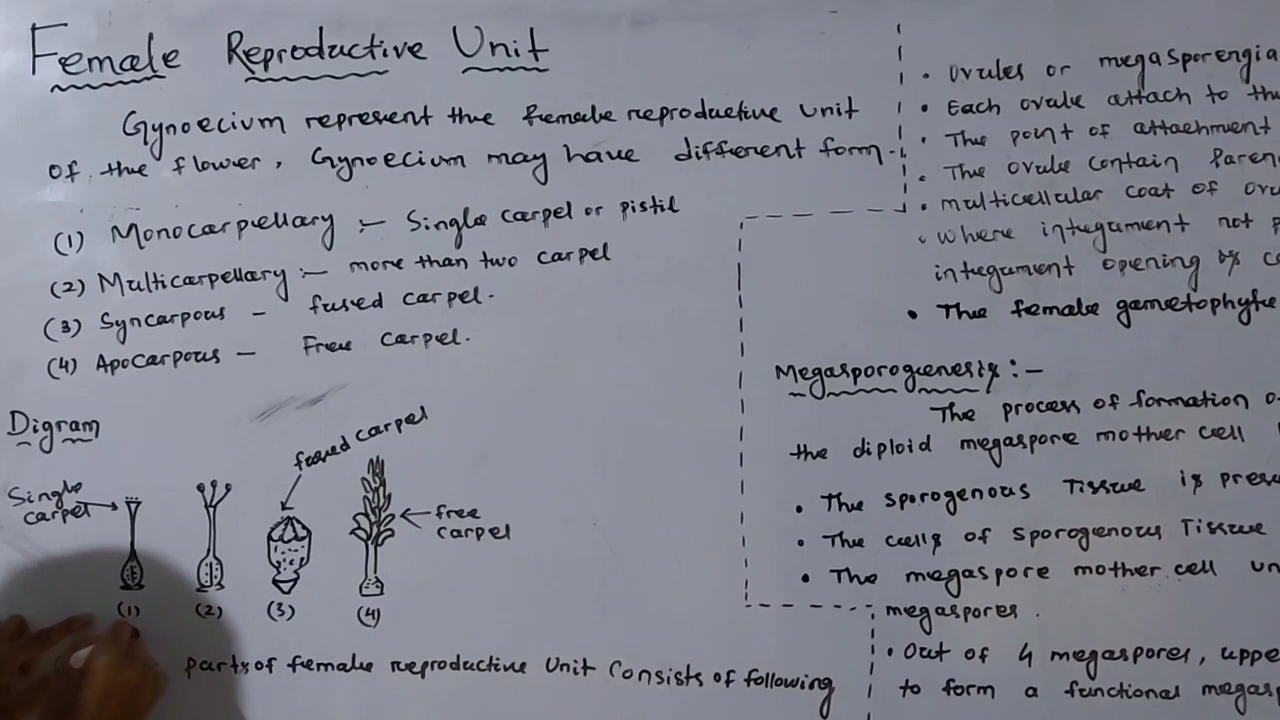 Female Reproductive Unit
Gynoecium represent the female reproductive unit
of the flower, Gynoecium may have different form.
(1) Monocarpellary :- Single carpel or pistil
(2) Multicarpellary :- more than two carpel
(3) Syncarpous - fused carpel.
(4) Apocarpous - Free carpel.
Digram
Single
carpel
fused carpel
free
carpel
(1) (2) (3) (4)
parts of female reproductive Unit Consists of following
• Ovules or megasporengia
• Each ovule attach to
• The point of attachment
• The ovule contain
• multicellular coat of
• Where integument not
integument opening
• The female gametophyte
Megasporogenesis :-
The process of formation
the diploid megaspore mother cell
• The sporogenous Tissue is
• The cells of sporogenous Tissue
• The megaspore mother cell
megaspores.
• Out of 4 megaspores,
to form a functional